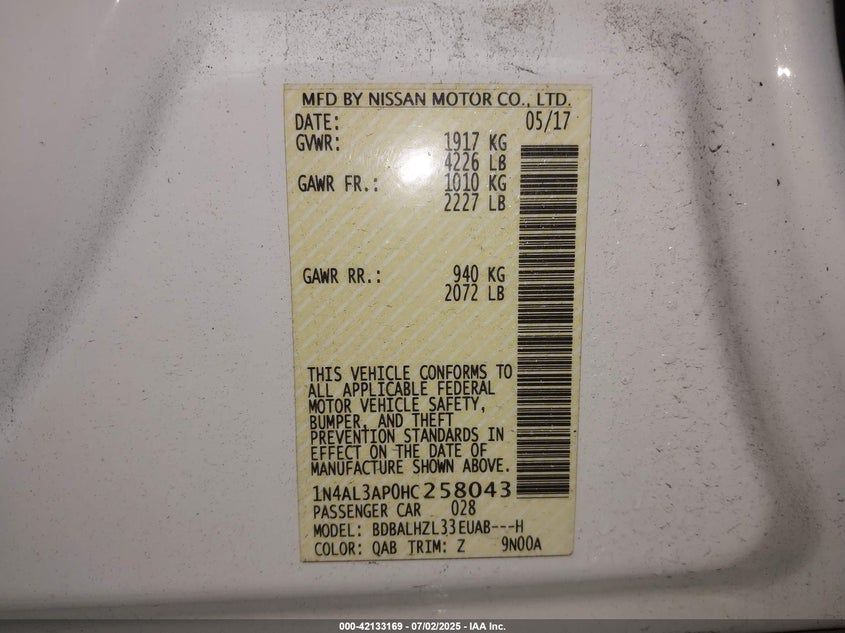 MFD BY NISSAN MOTOR CO., LTD.
DATE: 05/17
GVWR: 1917 KG
4226 LB
GAWR FR.: 1010 KG
2227 LB
GAWR RR.: 940 KG
2072 LB
THIS VEHICLE CONFORMS TO
ALL APPLICABLE FEDERAL
MOTOR VEHICLE SAFETY,
BUMPER, AND THEFT
PREVENTION STANDARDS IN
EFFECT ON THE DATE OF
MANUFACTURE SHOWN ABOVE.
1N4AL3AP0HC258043
PASSENGER CAR 028
MODEL: BDBALHZL33EUAB---H
COLOR: QAB TRIM: Z 9N00A
000-42133169 - 07/02/2025 - IAA Inc.